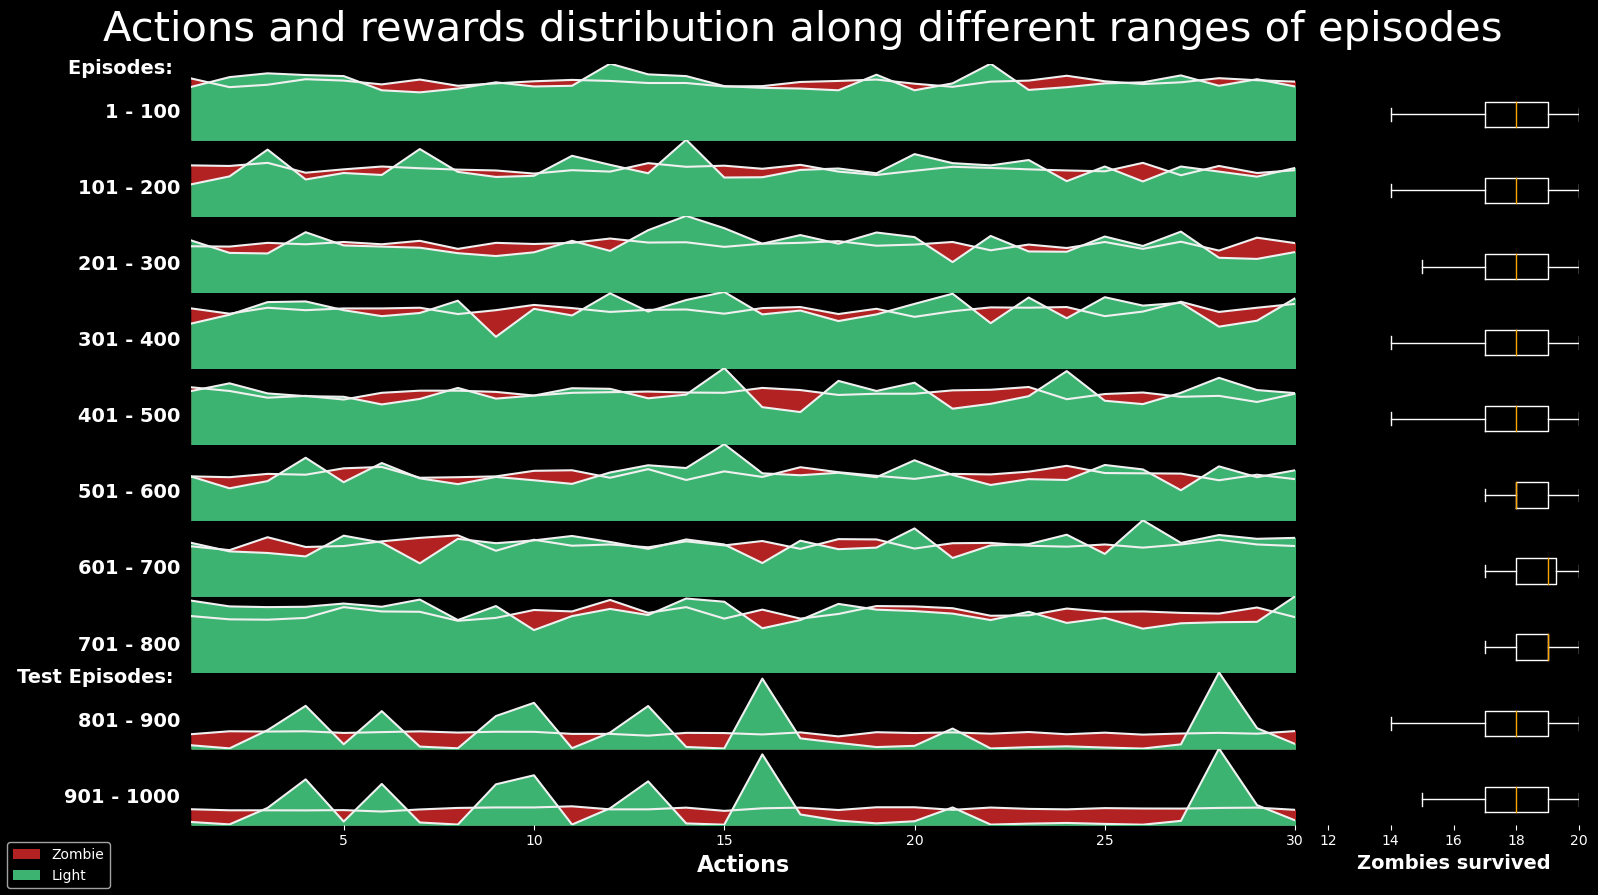 Actions and rewards distribution along different ranges of episodes
Episodes:
1 - 100
101 - 200
201 - 300
301 - 400
401 - 500
501 - 600
601 - 700
701 - 800
Test Episodes:
801 - 900
901 - 1000
5 10 15 20 25 30 12 14 16 18 20
Actions
Zombies survived
Zombie
Light